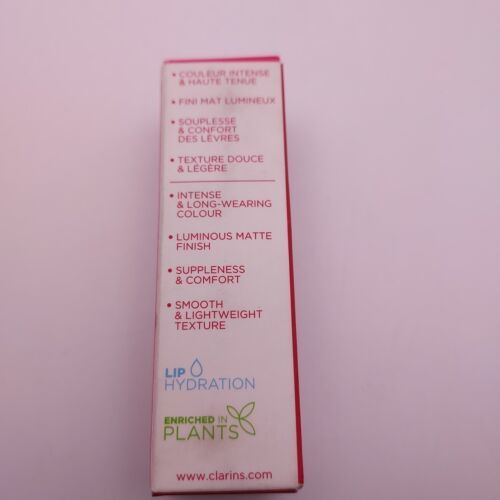 • COULEUR INTENSE
& HAUTE TENUE
• FINI MAT LUMINEUX
• SOUPLESSE
& CONFORT
DES LÈVRES
• TEXTURE DOUCE
& LÉGÈRE
• INTENSE
& LONG-WEARING
COLOUR
• LUMINOUS MATTE
FINISH
• SUPPLENESS
& COMFORT
• SMOOTH
& LIGHTWEIGHT
TEXTURE
LIP
HYDRATION
ENRICHED IN
PLANTS
www.clarins.com